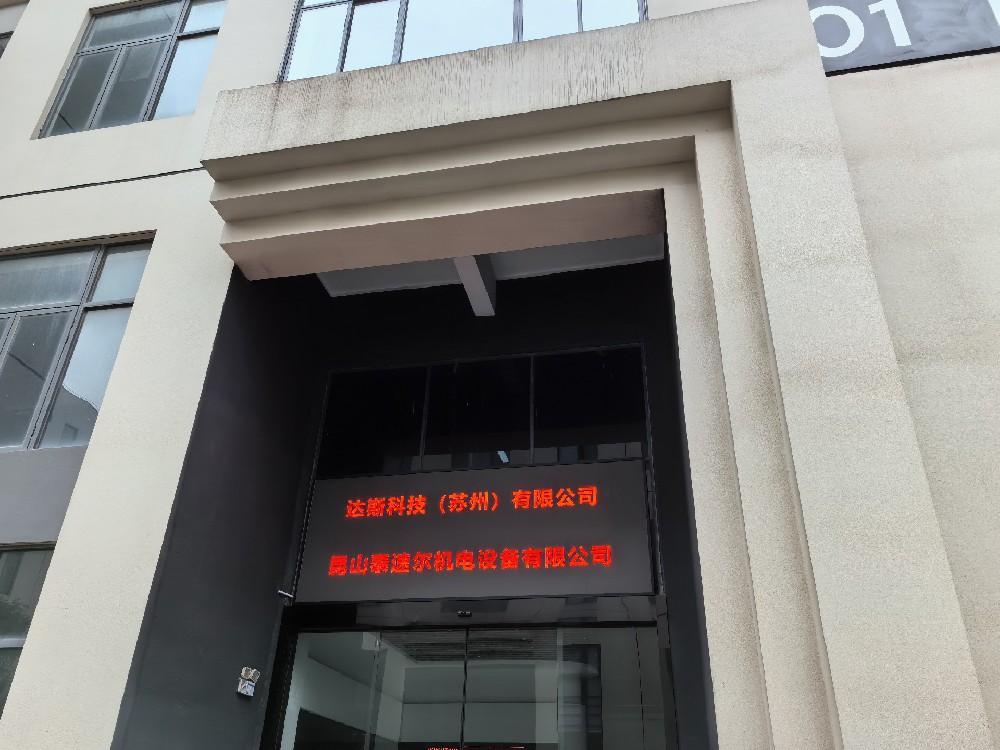 01
达斯科技（苏州）有限公司
昆山泰速尔机电设备有限公司